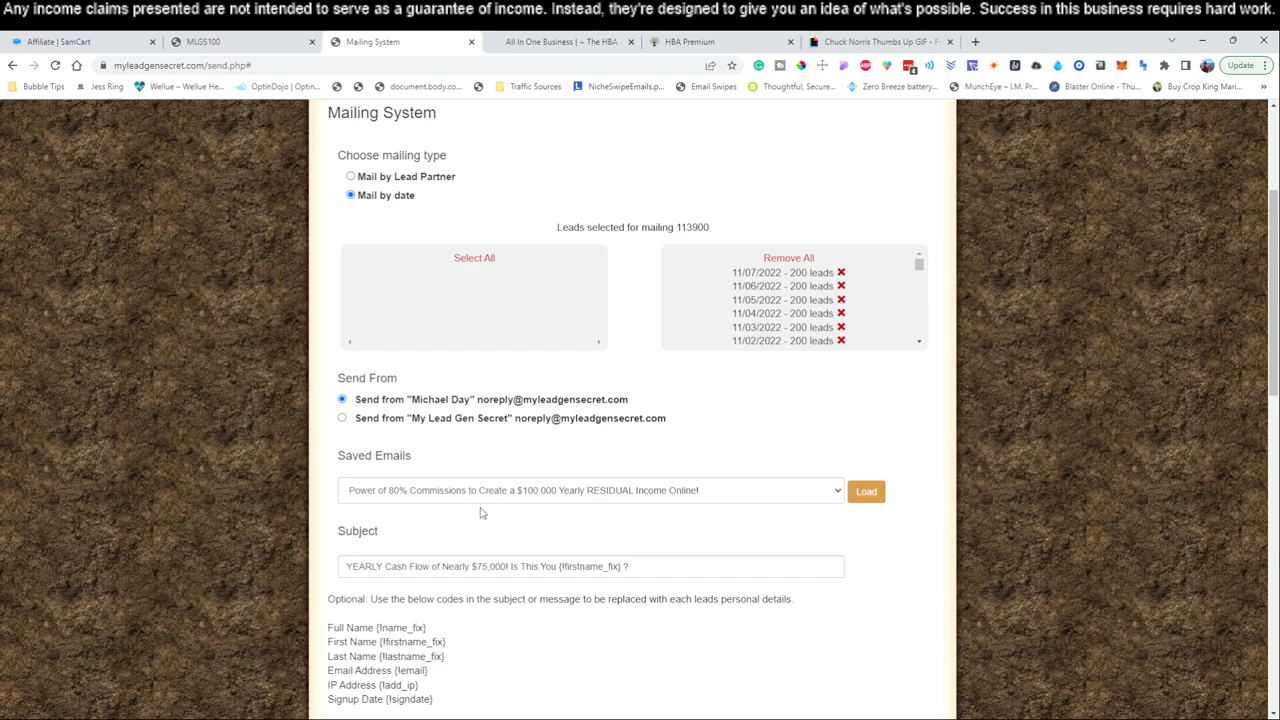 Any income claims presented are not intended to serve as a guarantee of income. Instead, they're designed to give you an idea of what's possible. Success in this business requires hard work.
Affiliate | SamCart
MLGS100
Mailing System
All In One Business | ~ The HBA
HBA Premium
Chuck Norris Thumbs Up GIF - F
myleadgensecret.com/send.php#
Update
Bubble Tips
Jess Ring
Wellue – Wellue He...
OptinDojo | Optin...
document.body.co...
Traffic Sources
NicheSwipeEmails.p...
Email Swipes
Thoughtful, Secure...
Zero Breeze battery...
MunchEye – I.M. Pr...
Blaster Online - Thu...
Buy Crop King Mari...
Mailing System
Choose mailing type
Mail by Lead Partner
Mail by date
Leads selected for mailing 113900
Select All
Remove All
11/07/2022 - 200 leads
11/06/2022 - 200 leads
11/05/2022 - 200 leads
11/04/2022 - 200 leads
11/03/2022 - 200 leads
11/02/2022 - 200 leads
Send From
Send from "Michael Day" noreply@myleadgensecret.com
Send from "My Lead Gen Secret" noreply@myleadgensecret.com
Saved Emails
Power of 80% Commissions to Create a $100,000 Yearly RESIDUAL Income Online!
Load
Subject
YEARLY Cash Flow of Nearly $75,000! Is This You {!firstname_fix} ?
Optional: Use the below codes in the subject or message to be replaced with each leads personal details.
Full Name {!name_fix}
First Name {!firstname_fix}
Last Name {!lastname_fix}
Email Address {!email}
IP Address {!add_ip}
Signup Date {!signdate}